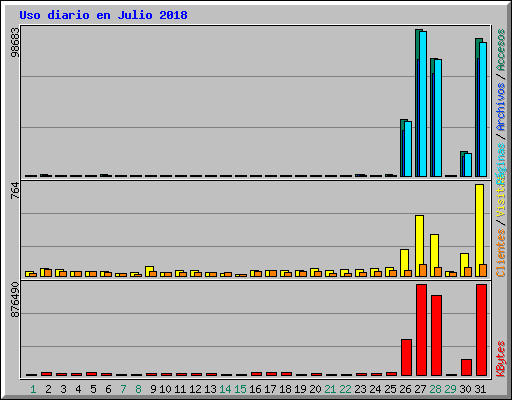 Uso diario en Julio 2018
98683
764
876490
Accesos
/
Archivos
/
Páginas
Visitas
/
Clientes
KBytes
1 2 3 4 5 6 7 8 9 10 11 12 13 14 15 16 17 18 19 20 21 22 23 24 25 26 27 28 29 30 31